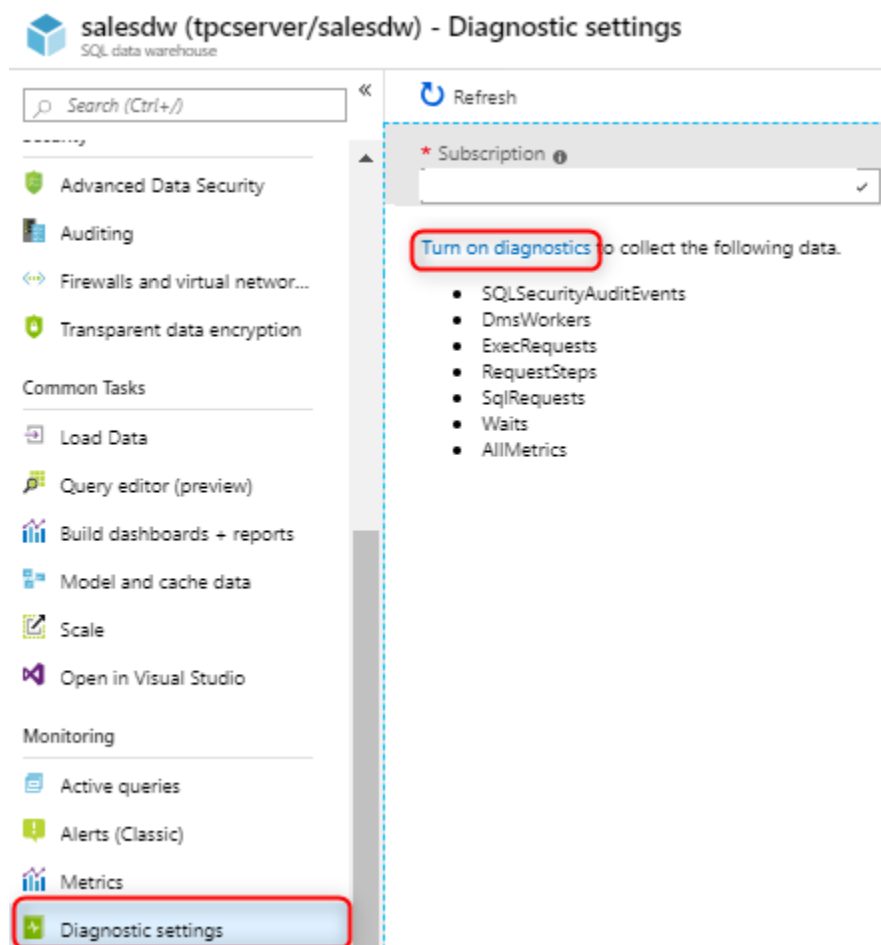 salesdw (tpcserver/salesdw) - Diagnostic settings
SQL data warehouse
Search (Ctrl+/)
«
Advanced Data Security
Auditing
Firewalls and virtual networ...
Transparent data encryption
Common Tasks
Load Data
Query editor (preview)
Build dashboards + reports
Model and cache data
Scale
Open in Visual Studio
Monitoring
Active queries
Alerts (Classic)
Metrics
Diagnostic settings
Refresh
* Subscription
Turn on diagnostics to collect the following data.
• SQLSecurityAuditEvents
• DmsWorkers
• ExecRequests
• RequestSteps
• SqlRequests
• Waits
• AllMetrics